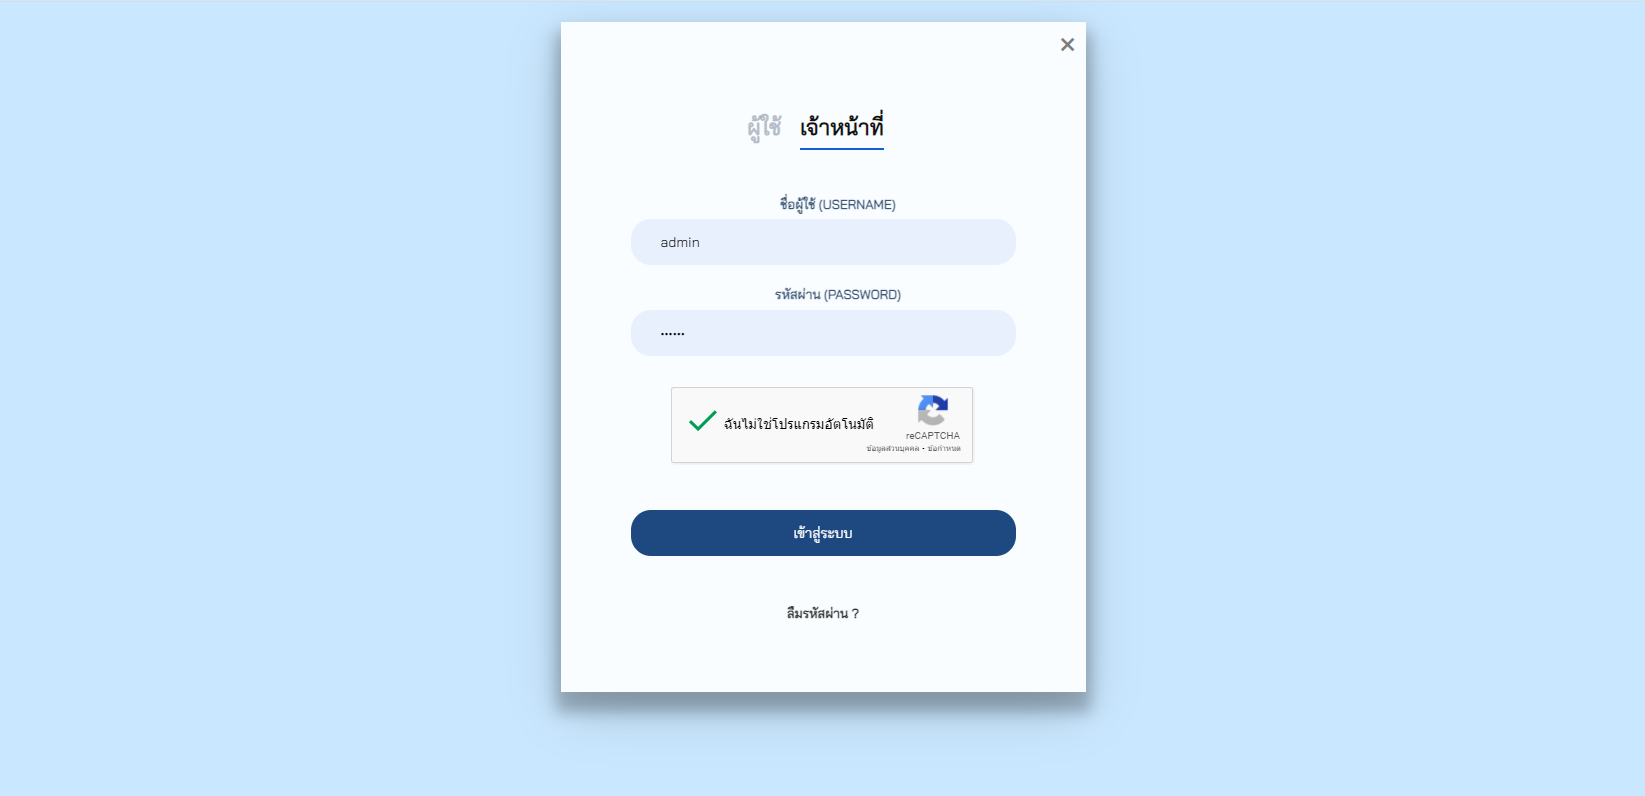 ผู้ใช้ เจ้าหน้าที่
ชื่อผู้ใช้ (USERNAME)
admin
รหัสผ่าน (PASSWORD)
••••••
ฉันไม่ใช่โปรแกรมอัตโนมัติ
reCAPTCHA
ข้อมูลส่วนบุคคล - ข้อกำหนด
เข้าสู่ระบบ
ลืมรหัสผ่าน ?